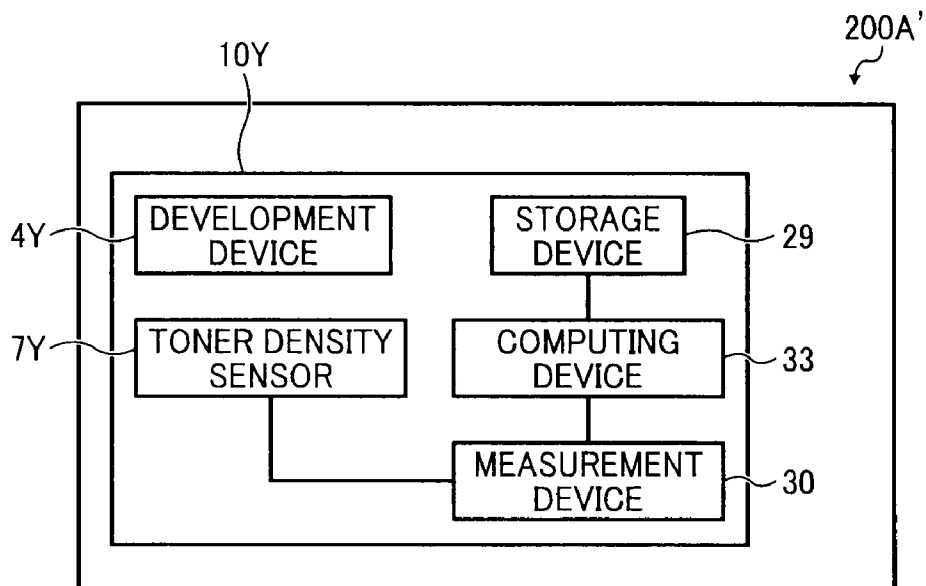 200A'
10Y
DEVELOPMENT
DEVICE
4Y
STORAGE
DEVICE
29
TONER DENSITY
SENSOR
7Y
COMPUTING
DEVICE
33
MEASUREMENT
DEVICE
30